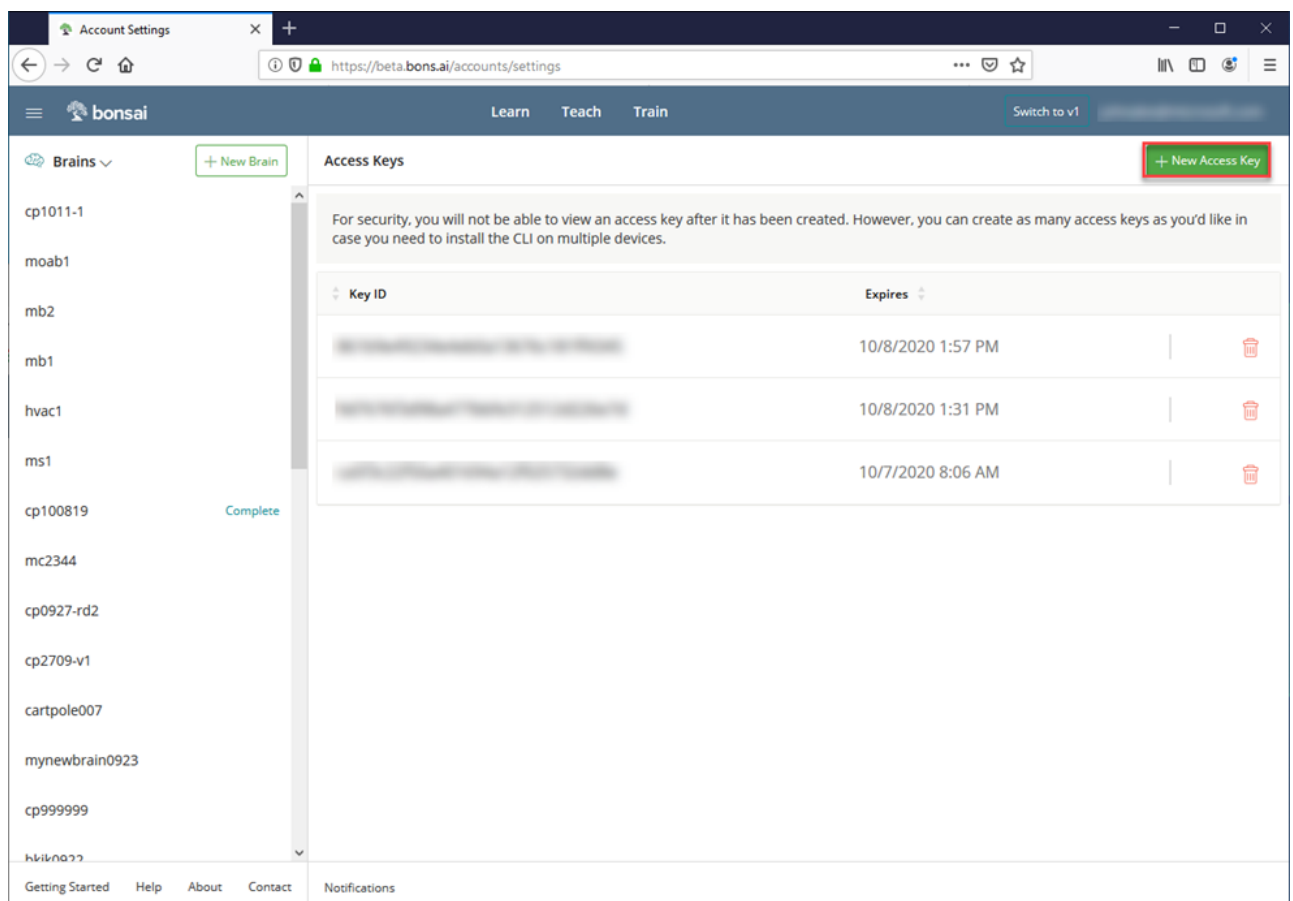 Account Settings
https://beta.bons.ai/accounts/settings
bonsai
Learn Teach Train
Switch to v1
Brains
+ New Brain
Access Keys
+ New Access Key
For security, you will not be able to view an access key after it has been created. However, you can create as many access keys as you'd like in
case you need to install the CLI on multiple devices.
Key ID Expires
10/8/2020 1:57 PM
10/8/2020 1:31 PM
10/7/2020 8:06 AM
cp1011-1
moab1
mb2
mb1
hvac1
ms1
cp100819 Complete
mc2344
cp0927-rd2
cp2709-v1
cartpole007
mynewbrain0923
cp999999
Getting Started Help About Contact Notifications